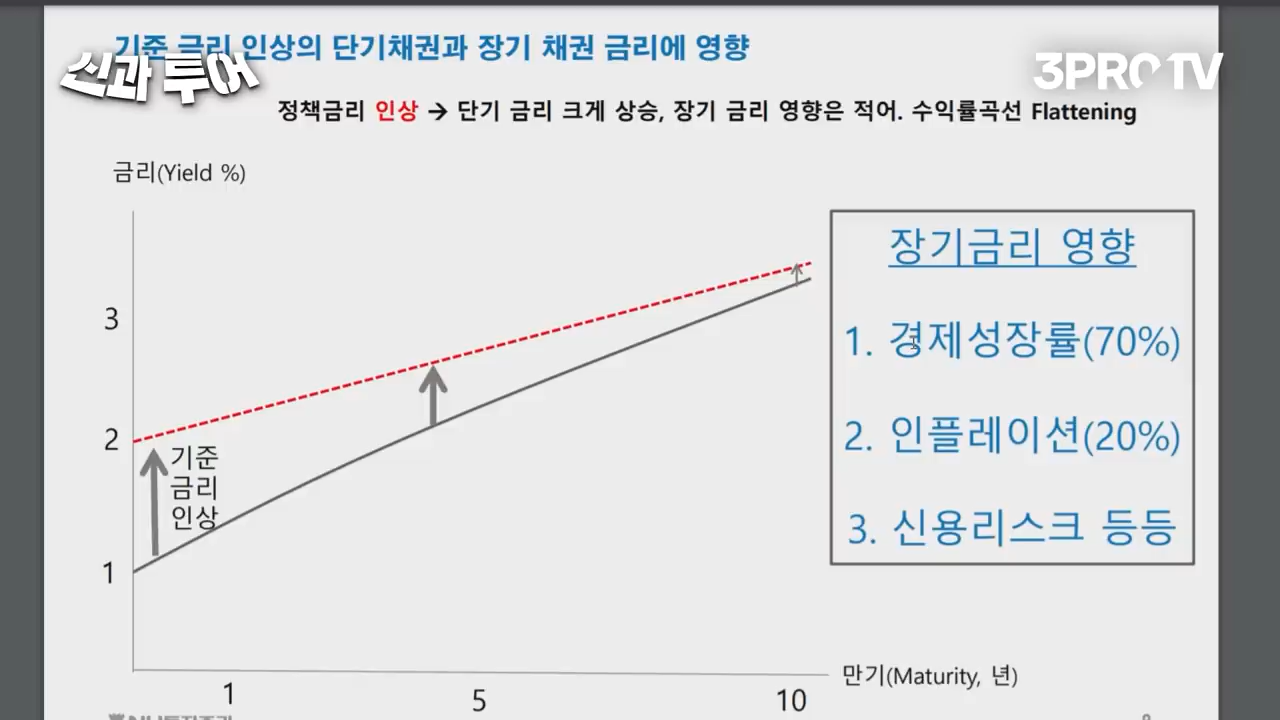 기준 금리 인상의 단기채권과 장기 채권 금리에 영향
신과 투어
3PROTV
정책금리 인상 → 단기 금리 크게 상승, 장기 금리 영향은 적어. 수익률곡선 Flattening
금리(Yield %)
장기금리 영향
3
1. 경제성장률(70%)
2
2. 인플레이션(20%)
기준
금리
인상
3. 신용리스크 등등
1
만기(Maturity, 년)
1
5
10